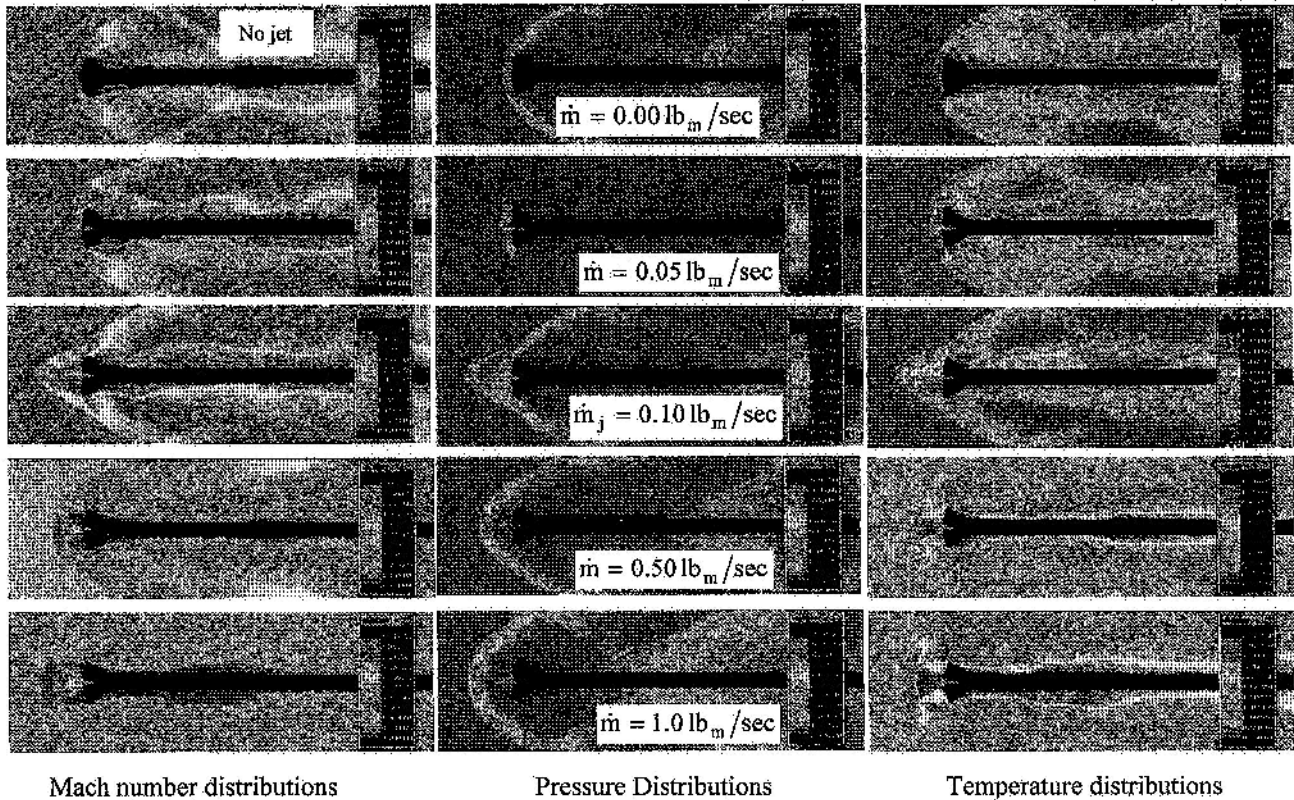 No jet
ṁ = 0.00 lbₘ/sec
ṁ = 0.05 lbₘ/sec
ṁⱼ = 0.10 lbₘ/sec
ṁ = 0.50 lbₘ/sec
ṁ = 1.0 lbₘ/sec
Mach number distributions
Pressure Distributions
Temperature distributions